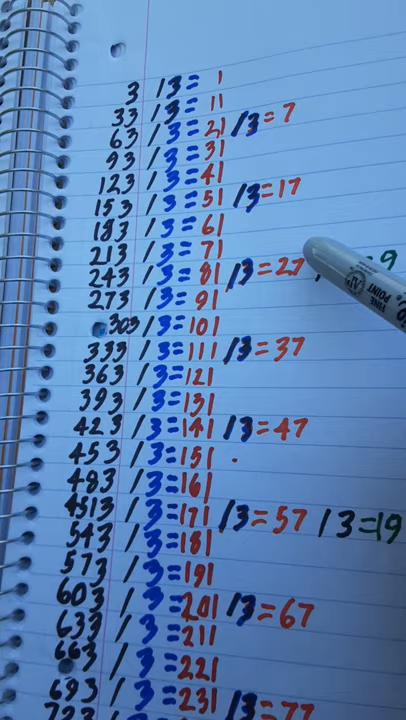 3 / 3 = 1
33 / 3 = 11
63 / 3 = 21 / 3 = 7
93 / 3 = 31
123 / 3 = 41
153 / 3 = 51 / 3 = 17
183 / 3 = 61
213 / 3 = 71
243 / 3 = 81 / 3 = 27 / 9
273 / 3 = 91
303 / 3 = 101
333 / 3 = 111 / 3 = 37
363 / 3 = 121
393 / 3 = 131
423 / 3 = 141 / 3 = 47
453 / 3 = 151 .
483 / 3 = 161
4513 / 3 = 171 / 3 = 57 / 3 = 19
543 / 3 = 181
573 / 3 = 191
603 / 3 = 201 / 3 = 67
633 / 3 = 211
663 / 3 = 221
693 / 3 = 231 / 3 = 77
723 /
FINE
POINT